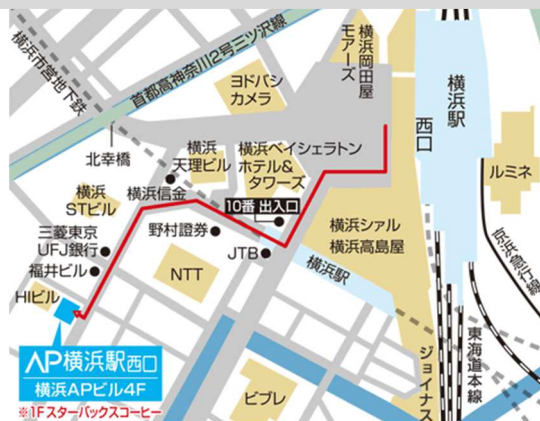 首都高神奈川2号三ツ沢線
横浜市営地下鉄
横浜岡田屋
モアーズ
横浜駅
西口
ヨドバシ
カメラ
北幸橋
横浜
天理ビル
横浜ベイシェラトン
ホテル&
タワーズ
ルミネ
横浜
STビル
横浜信金
10番 出入口
三菱東京
UFJ銀行
野村證券
横浜シァル
横浜高島屋
京浜急行線
福井ビル
NTT
JTB
横浜駅
HIビル
AP横浜駅西口
横浜APビル4F
※1Fスターバックスコーヒー
ビブレ
ジョイナス
東海道本線